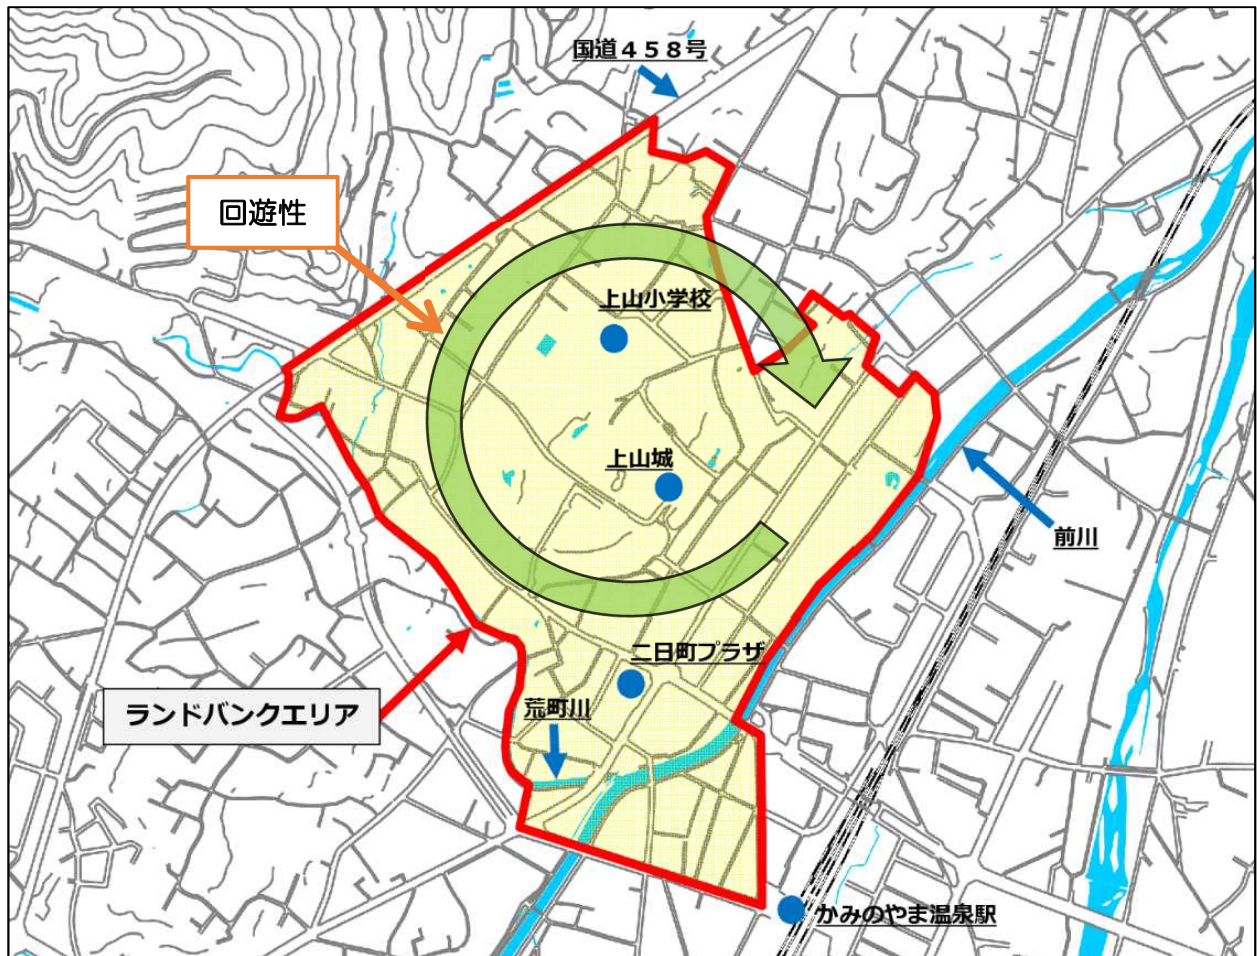 国道４５８号
回遊性
上山小学校
上山城
前川
二日町プラザ
荒町川
ランドバンクエリア
かみのやま温泉駅